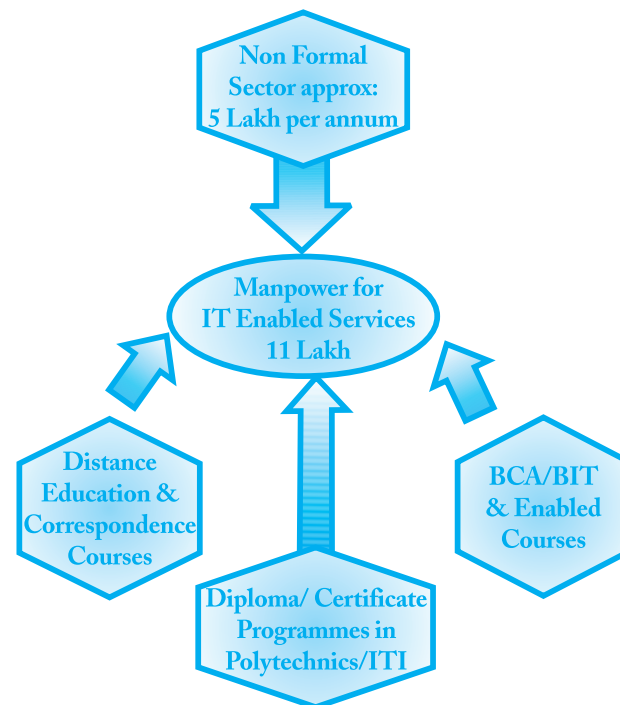 Non Formal
Sector approx:
5 Lakh per annum
Manpower for
IT Enabled Services
11 Lakh
Distance
Education &
Correspondence
Courses
BCA/BIT
& Enabled
Courses
Diploma/ Certificate
Programmes in
Polytechnics/ITI